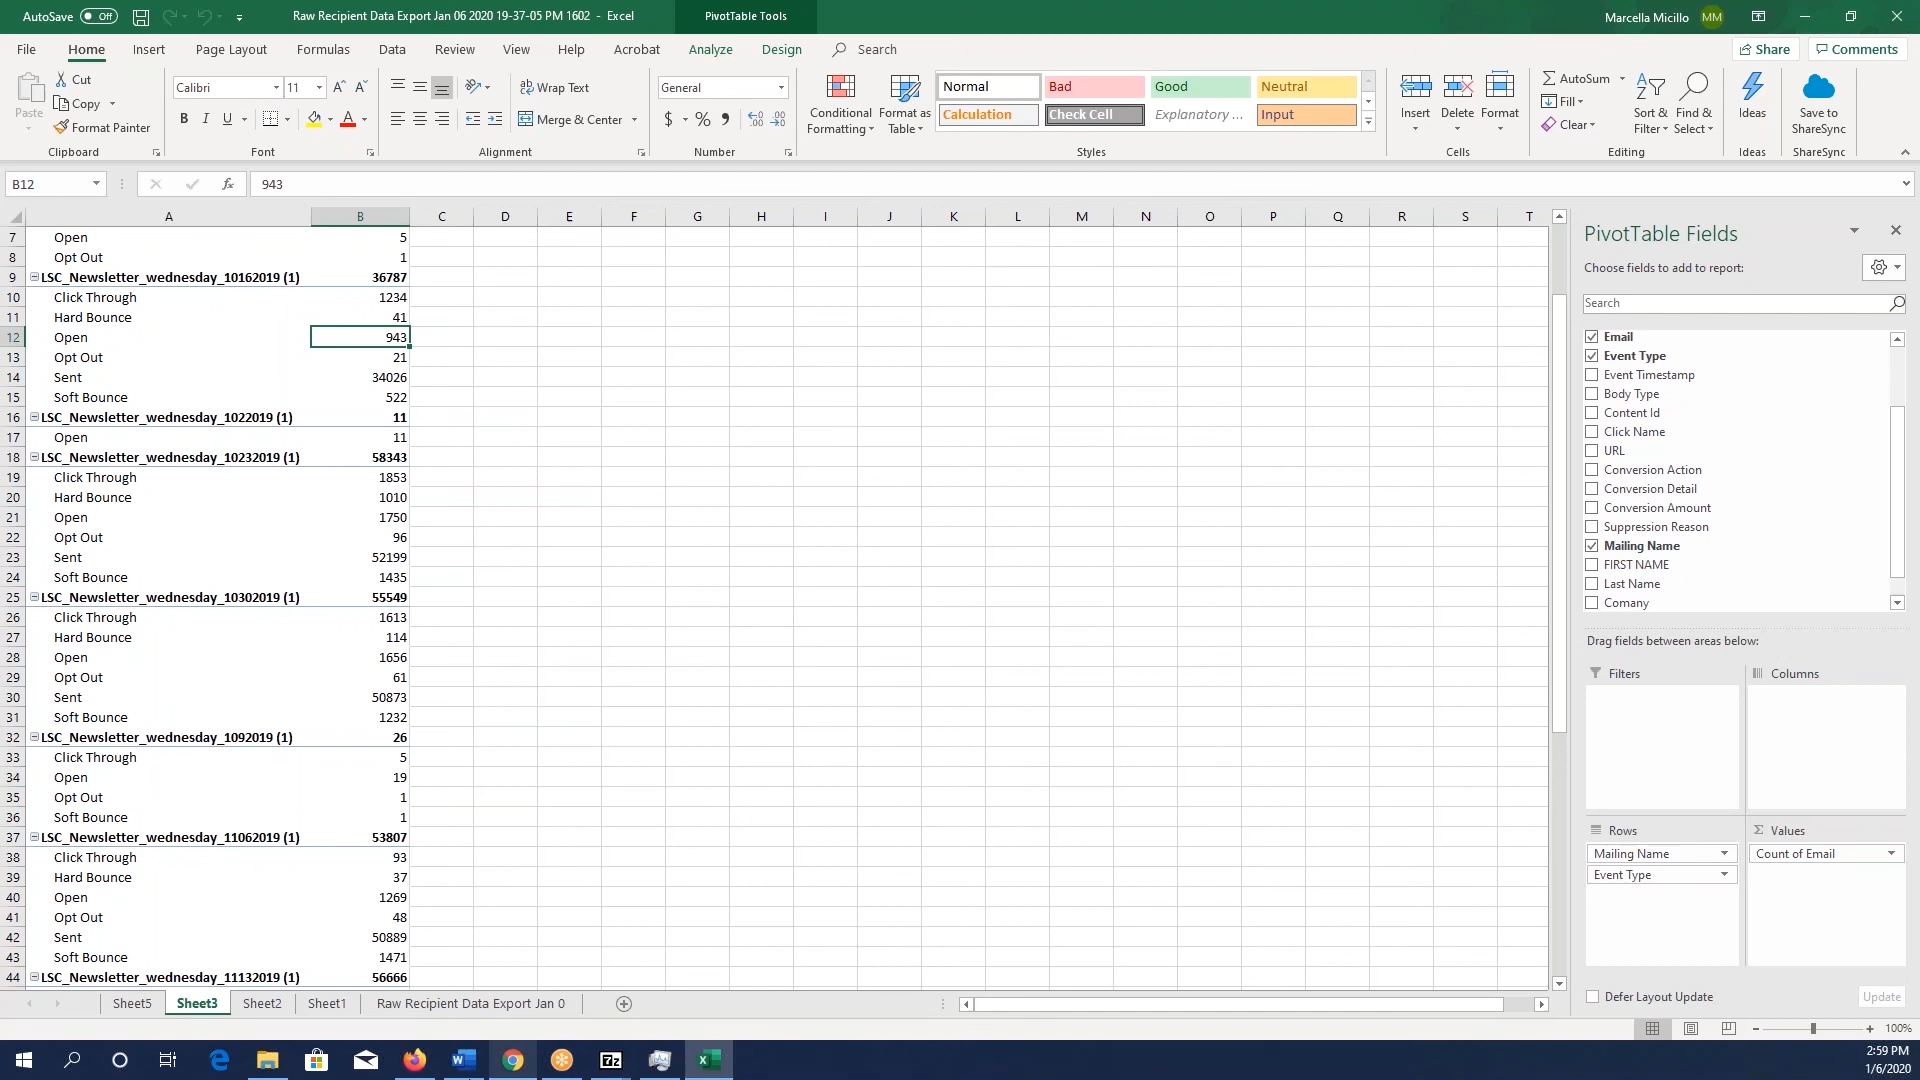 AutoSave Off Raw Recipient Data Export Jan 06 2020 19-37-05 PM 1602 - Excel PivotTable Tools Marcella Micillo MM
File Home Insert Page Layout Formulas Data Review View Help Acrobat Analyze Design Search Share Comments
Paste Cut Copy Format Painter
Calibri 11 A A B I U A
Wrap Text Merge & Center
General $ % 9
Conditional Formatting Format as Table
Normal Bad Good Neutral
Calculation Check Cell Explanatory ... Input
Insert Delete Format
AutoSum Fill Clear Sort & Filter Find & Select
Ideas Save to ShareSync
Clipboard Font Alignment Number Styles Cells Editing Ideas ShareSync
B12 fx 943
A B C D E F G H I J K L M N O P Q R S T
7 Open 5
8 Opt Out 1
9 LSC_Newsletter_wednesday_10162019 (1) 36787
10 Click Through 1234
11 Hard Bounce 41
12 Open 943
13 Opt Out 21
14 Sent 34026
15 Soft Bounce 522
16 LSC_Newsletter_wednesday_1022019 (1) 11
17 Open 11
18 LSC_Newsletter_wednesday_10232019 (1) 58343
19 Click Through 1853
20 Hard Bounce 1010
21 Open 1750
22 Opt Out 96
23 Sent 52199
24 Soft Bounce 1435
25 LSC_Newsletter_wednesday_10302019 (1) 55549
26 Click Through 1613
27 Hard Bounce 114
28 Open 1656
29 Opt Out 61
30 Sent 50873
31 Soft Bounce 1232
32 LSC_Newsletter_wednesday_1092019 (1) 26
33 Click Through 5
34 Open 19
35 Opt Out 1
36 Soft Bounce 1
37 LSC_Newsletter_wednesday_11062019 (1) 53807
38 Click Through 93
39 Hard Bounce 37
40 Open 1269
41 Opt Out 48
42 Sent 50889
43 Soft Bounce 1471
44 LSC_Newsletter_wednesday_11132019 (1) 56666
PivotTable Fields
Choose fields to add to report:
Search
Email
Event Type
Event Timestamp
Body Type
Content Id
Click Name
URL
Conversion Action
Conversion Detail
Conversion Amount
Suppression Reason
Mailing Name
FIRST NAME
Last Name
Comany
Drag fields between areas below:
Filters Columns
Rows Σ Values
Mailing Name Count of Email
Event Type
Defer Layout Update Update
Sheet5 Sheet3 Sheet2 Sheet1 Raw Recipient Data Export Jan 0
100%
2:59 PM
1/6/2020